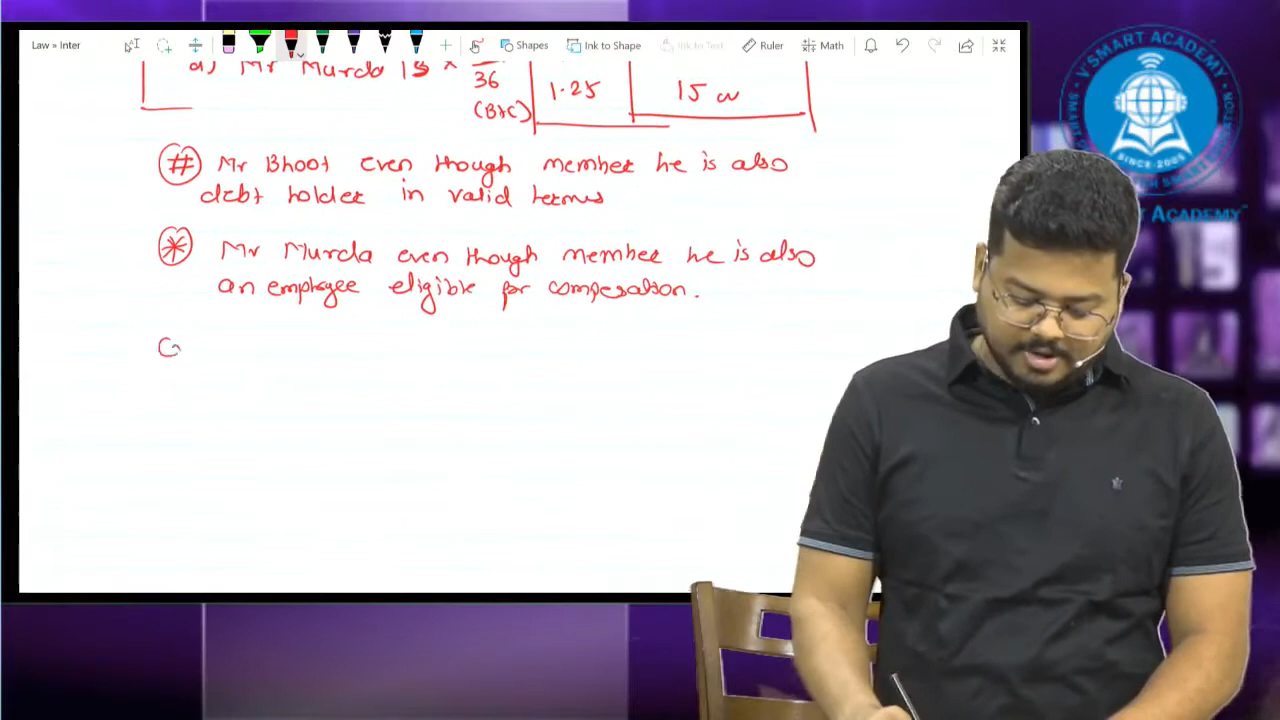 Law » Inter
Shapes
Ink to Shape
Ink to Text
Ruler
Math
a) Mr Murda 15 ×
36
(B+C)
1.25
15
# Mr Bhoot even though member he is also
debt holder in valid terms
* Mr Murda even though member he is also
an employee eligible for compesation.
C
V'SMART ACADEMY
SINCE-2005
ACADEMY